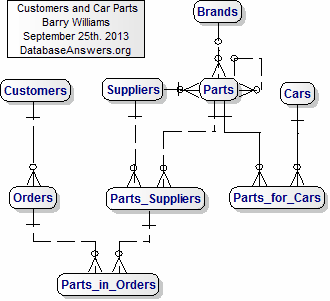 Customers and Car Parts
Barry Williams
September 25th. 2013
DatabaseAnswers.org
Brands
Customers
Suppliers
Parts
Cars
Orders
Parts_Suppliers
Parts_for_Cars
Parts_in_Orders